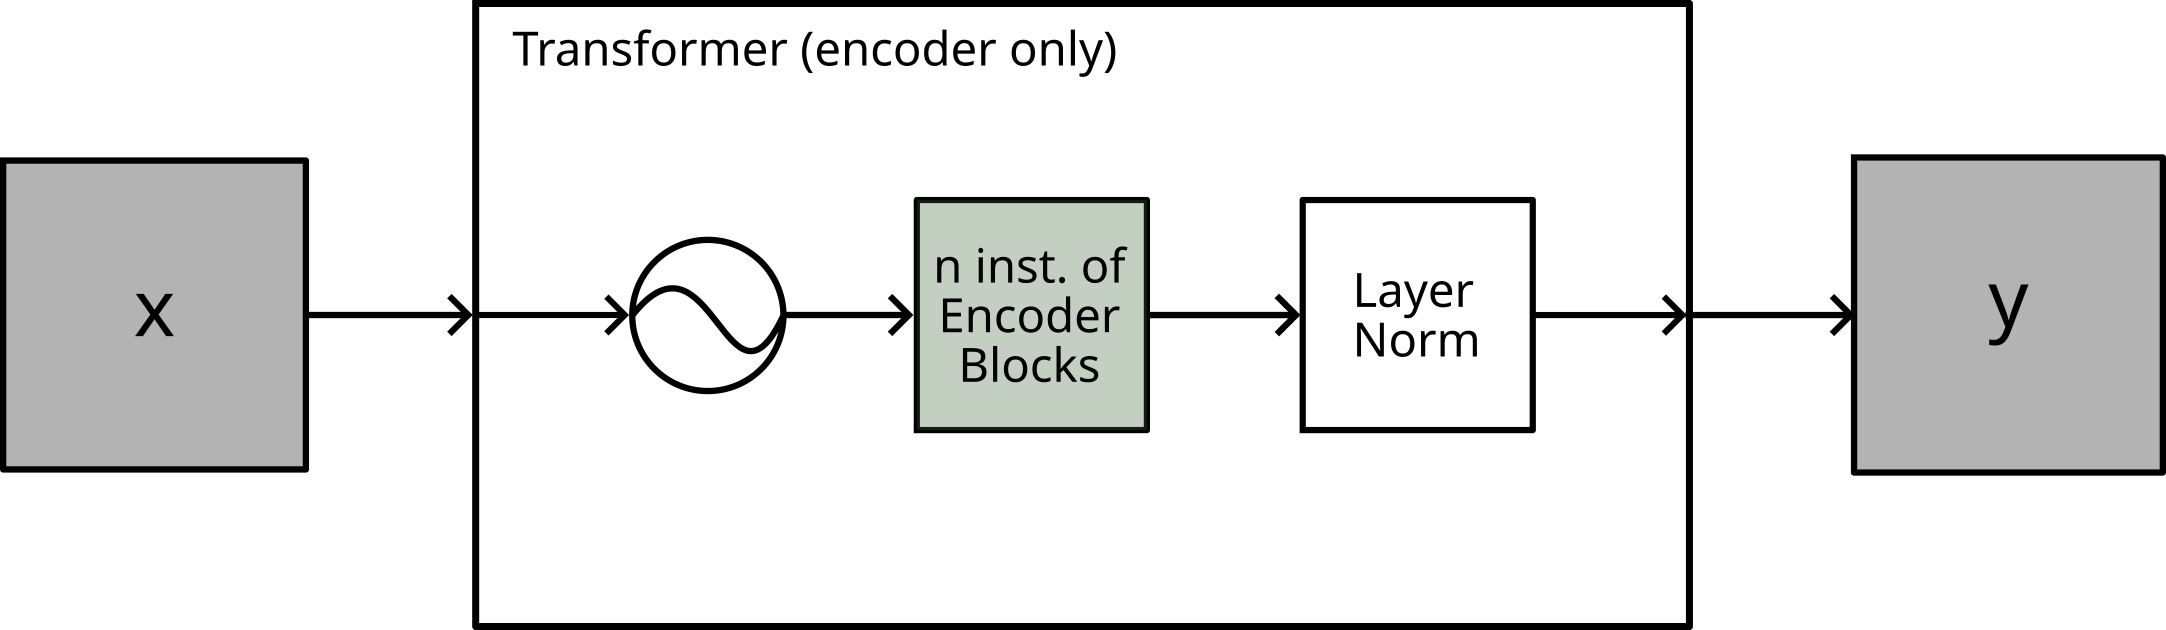 Transformer (encoder only)
x
n inst. of
Encoder
Blocks
Layer
Norm
y